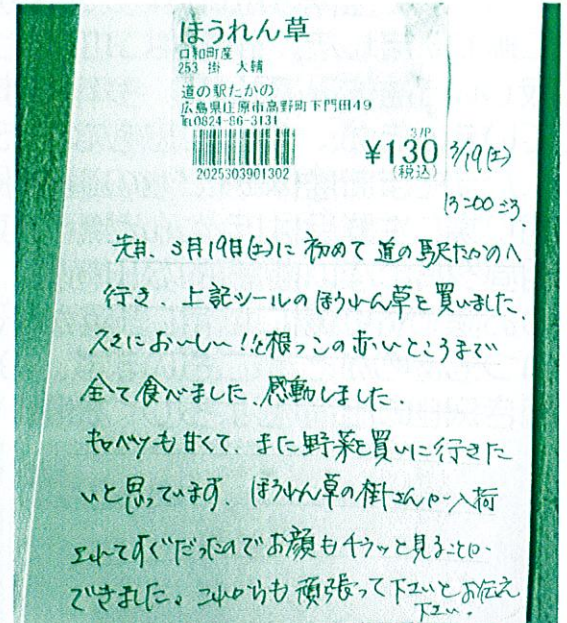 ほうれん草
口和町産
253 掛 大輔
道の駅たかの
広島県庄原市高野町下門田49
℡0824-86-3131
3/P
¥130
(税込)
2025303901302
3/19(土)
13:00ごろ
先日、3月19日(土)に初めて道の駅たかのへ
行き、上記シールのほうれん草を買いました。
久々においしい!と根っこの赤いところまで
全て食べました、感動しました。
キャベツも甘くて、また野菜を買いに行きた
いと思っています。ほうれん草の掛さんが入荷
されてすぐだったのでお顔もチラッと見ることが
できました。これからも頑張って下さいとお伝え
下さい。